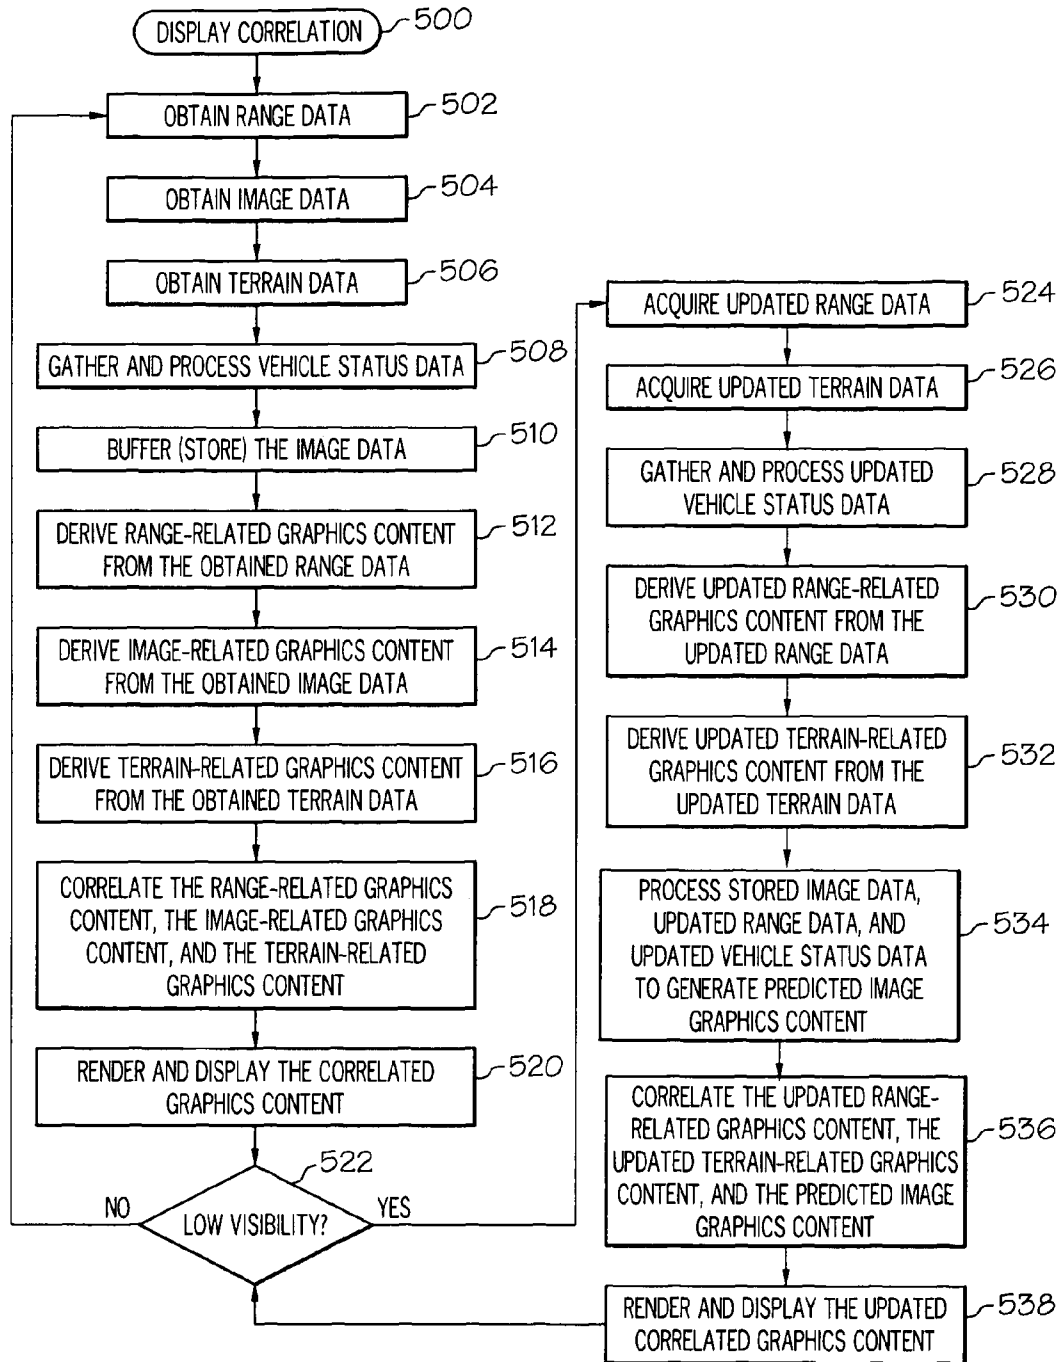 DISPLAY CORRELATION
500
OBTAIN RANGE DATA
502
OBTAIN IMAGE DATA
504
OBTAIN TERRAIN DATA
506
GATHER AND PROCESS VEHICLE STATUS DATA
508
BUFFER (STORE) THE IMAGE DATA
510
DERIVE RANGE-RELATED GRAPHICS CONTENT
FROM THE OBTAINED RANGE DATA
512
DERIVE IMAGE-RELATED GRAPHICS CONTENT
FROM THE OBTAINED IMAGE DATA
514
DERIVE TERRAIN-RELATED GRAPHICS CONTENT
FROM THE OBTAINED TERRAIN DATA
516
CORRELATE THE RANGE-RELATED GRAPHICS
CONTENT, THE IMAGE-RELATED GRAPHICS
CONTENT, AND THE TERRAIN-RELATED
GRAPHICS CONTENT
518
RENDER AND DISPLAY THE CORRELATED
GRAPHICS CONTENT
520
522
NO
LOW VISIBILITY?
YES
ACQUIRE UPDATED RANGE DATA
524
ACQUIRE UPDATED TERRAIN DATA
526
GATHER AND PROCESS UPDATED
VEHICLE STATUS DATA
528
DERIVE UPDATED RANGE-RELATED
GRAPHICS CONTENT FROM THE
UPDATED RANGE DATA
530
DERIVE UPDATED TERRAIN-RELATED
GRAPHICS CONTENT FROM THE
UPDATED TERRAIN DATA
532
PROCESS STORED IMAGE DATA,
UPDATED RANGE DATA, AND
UPDATED VEHICLE STATUS DATA
TO GENERATE PREDICTED IMAGE
GRAPHICS CONTENT
534
CORRELATE THE UPDATED RANGE-
RELATED GRAPHICS CONTENT, THE
UPDATED TERRAIN-RELATED GRAPHICS
CONTENT, AND THE PREDICTED IMAGE
GRAPHICS CONTENT
536
RENDER AND DISPLAY THE UPDATED
CORRELATED GRAPHICS CONTENT
538